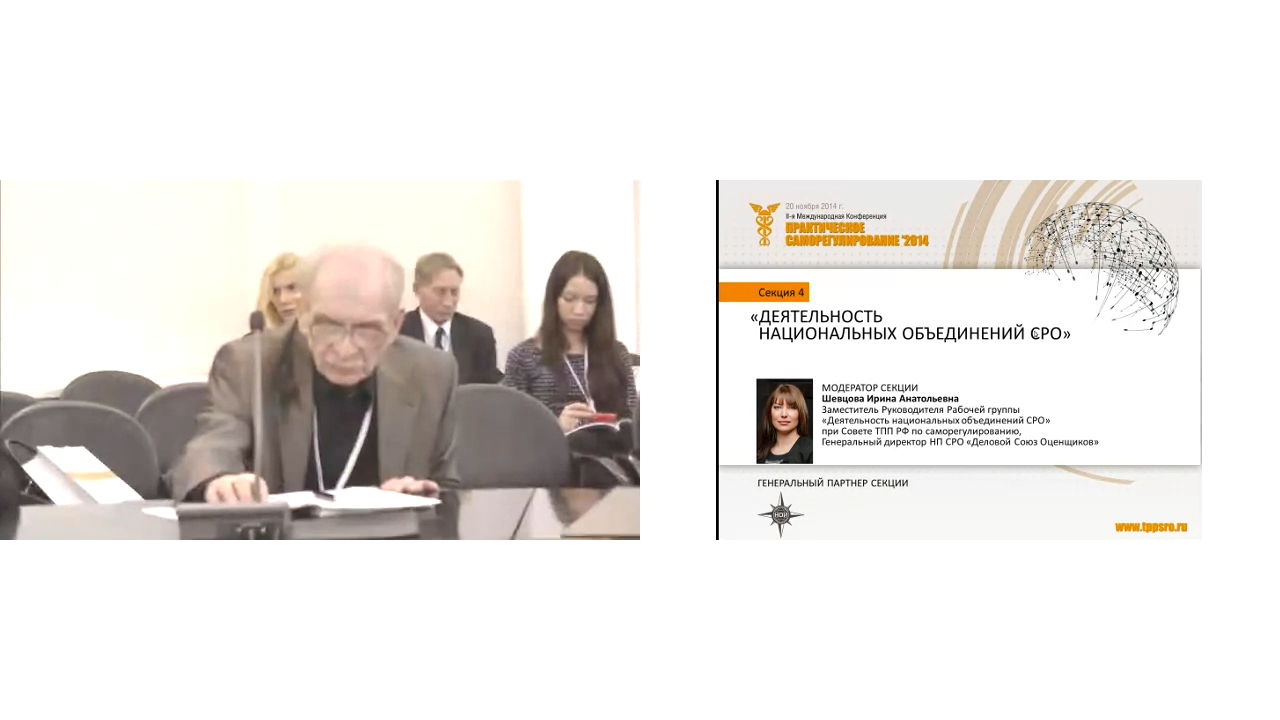 20 ноября 2014 г.
II-я Международная Конференция
ПРАКТИЧЕСКОЕ
САМОРЕГУЛИРОВАНИЕ '2014
Секция 4
«ДЕЯТЕЛЬНОСТЬ
НАЦИОНАЛЬНЫХ ОБЪЕДИНЕНИЙ СРО»
МОДЕРАТОР СЕКЦИИ
Шевцова Ирина Анатольевна
Заместитель Руководителя Рабочей группы
«Деятельность национальных объединений СРО»
при Совете ТПП РФ по саморегулированию,
Генеральный директор НП СРО «Деловой Союз Оценщиков»
ГЕНЕРАЛЬНЫЙ ПАРТНЕР СЕКЦИИ
НОИ
www.tppsro.ru